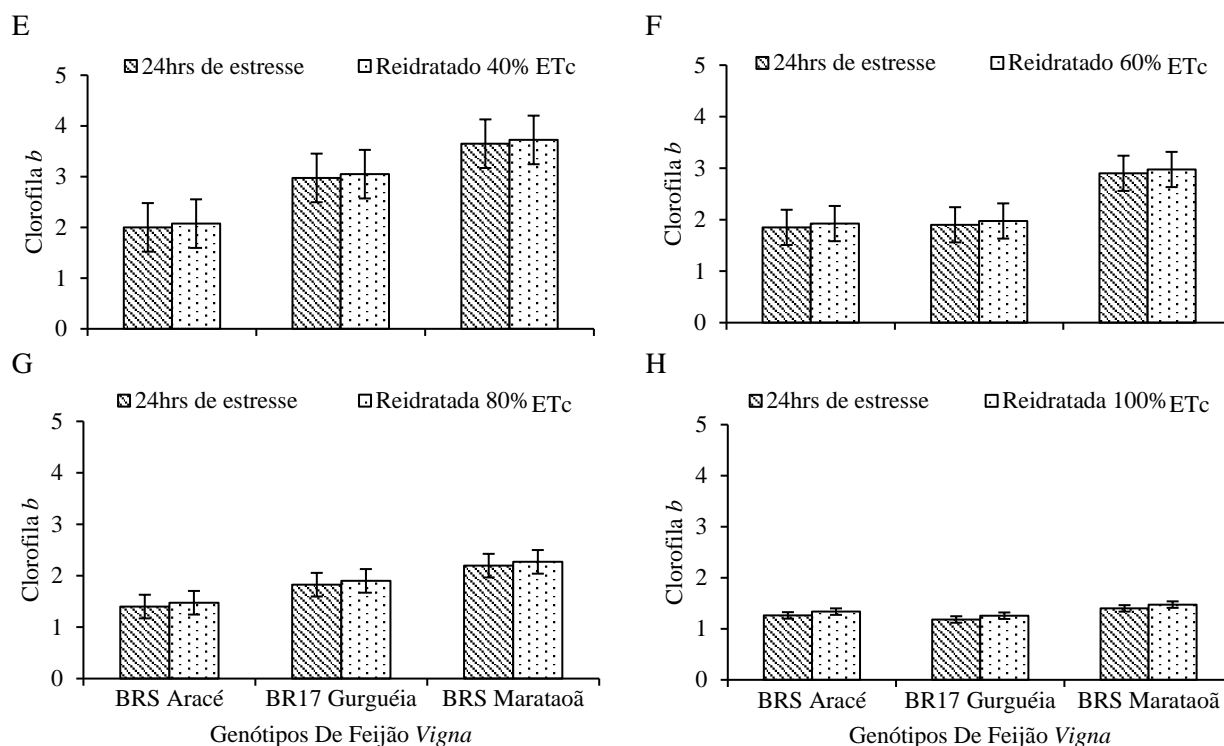 E
24hrs de estresse Reidratado 40% ETc
Clorofila b
5
4
3
2
1
0
F
24hrs de estresse Reidratado 60% ETc
Clorofila b
5
4
3
2
1
0
G
24hrs de estresse Reidratada 80% ETc
Clorofila b
5
4
3
2
1
0
BRS Aracé BR17 Gurguéia BRS Marataoã
Genótipos De Feijão Vigna
H
24hrs de estresse Reidratada 100% ETc
Clorofila b
5
4
3
2
1
0
BRS Aracé BR17 Gurguéia BRS Marataoã
Genótipos De Feijão Vigna